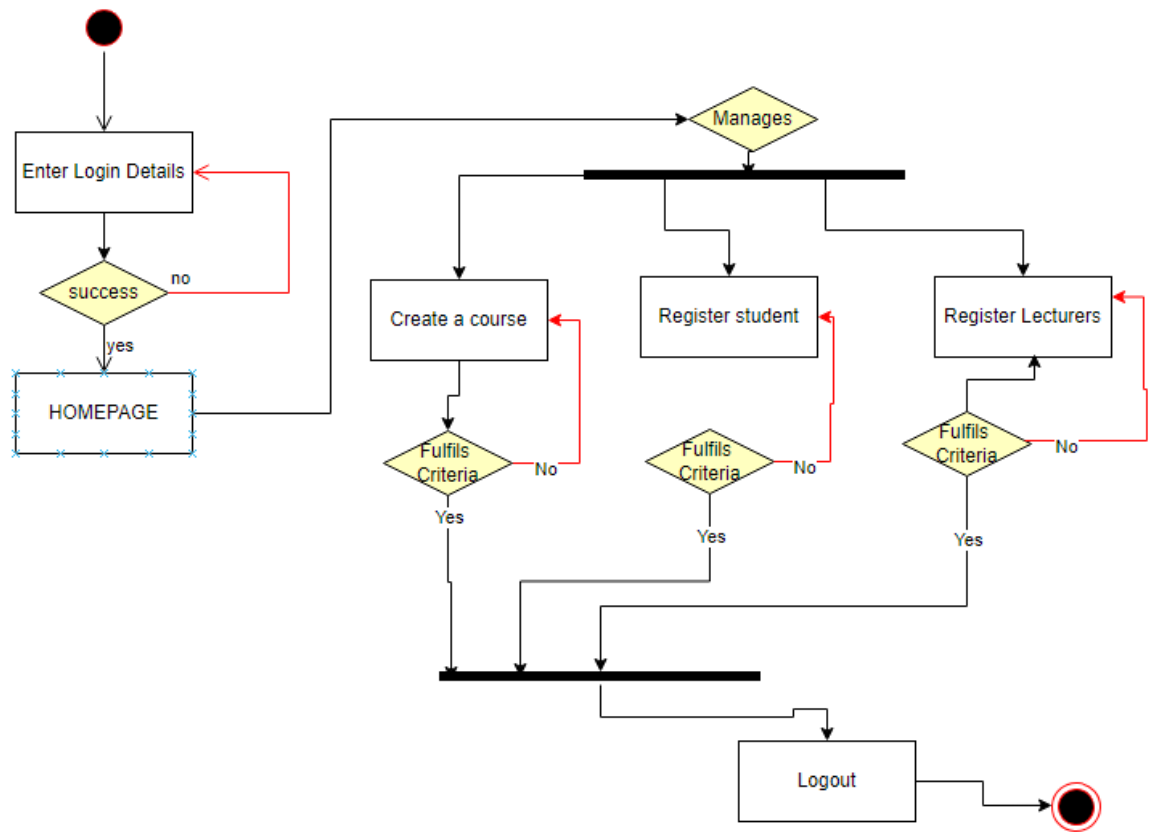 Manages
Enter Login Details
success
no
yes
HOMEPAGE
Create a course
Register student
Register Lecturers
Fulfils
Criteria
No
Yes
Fulfils
Criteria
No
Yes
Fulfils
Criteria
No
Yes
Logout